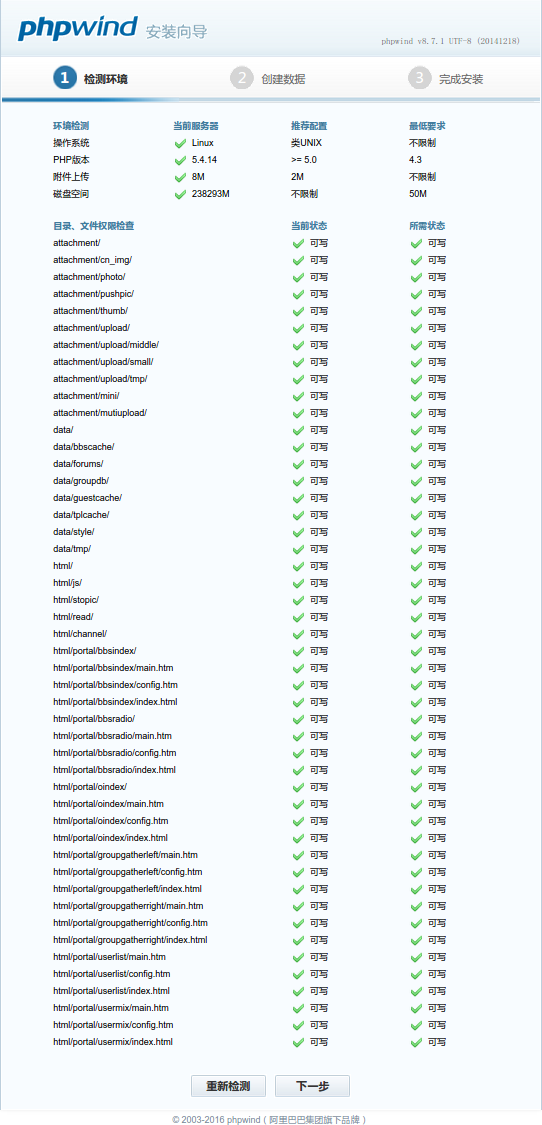 phpwind 安装向导
phpwind v8.7.1 UTF-8 (20141218)
1 检测环境 2 创建数据 3 完成安装
环境检测 当前服务器 推荐配置 最低要求
操作系统 Linux 类UNIX 不限制
PHP版本 5.4.14 >= 5.0 4.3
附件上传 8M 2M 不限制
磁盘空间 238293M 不限制 50M
目录、文件权限检查 当前状态 所需状态
attachment/ 可写 可写
attachment/cn_img/ 可写 可写
attachment/photo/ 可写 可写
attachment/pushpic/ 可写 可写
attachment/thumb/ 可写 可写
attachment/upload/ 可写 可写
attachment/upload/middle/ 可写 可写
attachment/upload/small/ 可写 可写
attachment/upload/tmp/ 可写 可写
attachment/mini/ 可写 可写
attachment/mutiupload/ 可写 可写
data/ 可写 可写
data/bbscache/ 可写 可写
data/forums/ 可写 可写
data/groupdb/ 可写 可写
data/guestcache/ 可写 可写
data/tplcache/ 可写 可写
data/style/ 可写 可写
data/tmp/ 可写 可写
html/ 可写 可写
html/js/ 可写 可写
html/stopic/ 可写 可写
html/read/ 可写 可写
html/channel/ 可写 可写
html/portal/bbsindex/ 可写 可写
html/portal/bbsindex/main.htm 可写 可写
html/portal/bbsindex/config.htm 可写 可写
html/portal/bbsindex/index.html 可写 可写
html/portal/bbsradio/ 可写 可写
html/portal/bbsradio/main.htm 可写 可写
html/portal/bbsradio/config.htm 可写 可写
html/portal/bbsradio/index.html 可写 可写
html/portal/oindex/ 可写 可写
html/portal/oindex/main.htm 可写 可写
html/portal/oindex/config.htm 可写 可写
html/portal/oindex/index.html 可写 可写
html/portal/groupgatherleft/main.htm 可写 可写
html/portal/groupgatherleft/config.htm 可写 可写
html/portal/groupgatherleft/index.html 可写 可写
html/portal/groupgatherright/main.htm 可写 可写
html/portal/groupgatherright/config.htm 可写 可写
html/portal/groupgatherright/index.html 可写 可写
html/portal/userlist/main.htm 可写 可写
html/portal/userlist/config.htm 可写 可写
html/portal/userlist/index.html 可写 可写
html/portal/usermix/main.htm 可写 可写
html/portal/usermix/config.htm 可写 可写
html/portal/usermix/index.html 可写 可写
重新检测 下一步
© 2003-2016 phpwind ( 阿里巴巴集团旗下品牌 )